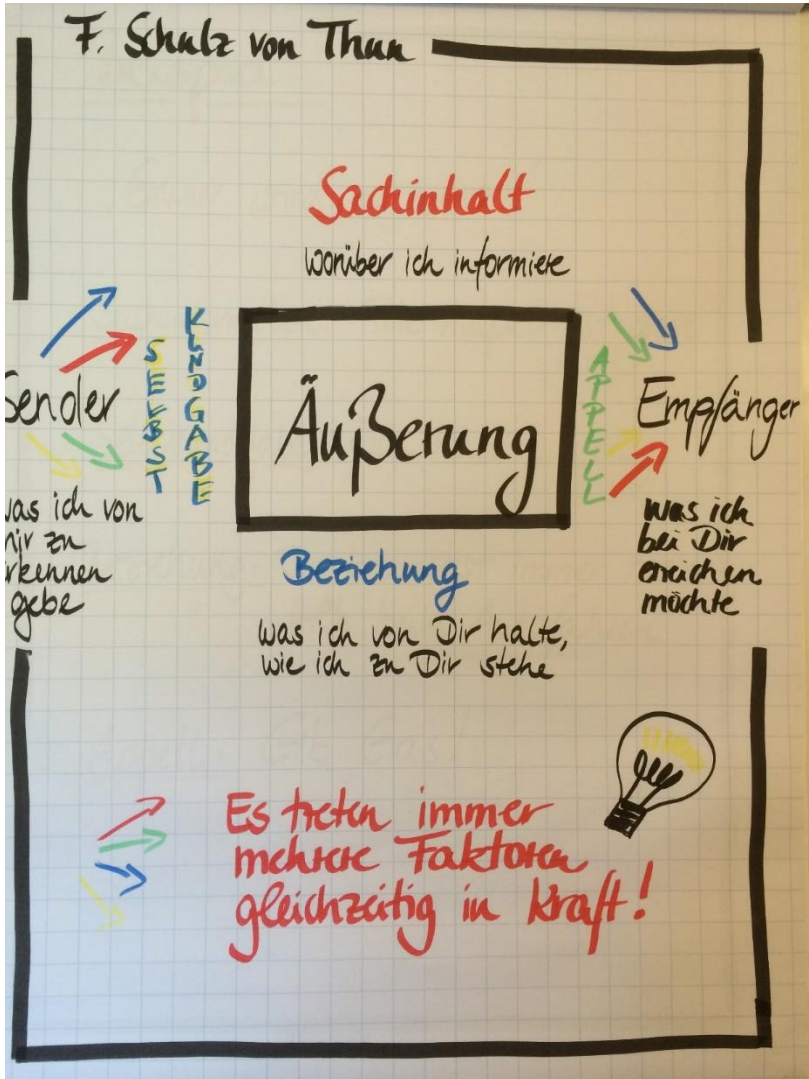 F. Schulz von Thun
Sachinhalt
worüber ich informiere
Sender
SELBST
KUNDGABE
Äußerung
APPELL
Empfänger
was ich von
mir zu
erkennen
gebe
was ich
bei Dir
erreichen
möchte
Beziehung
was ich von Dir halte,
wie ich zu Dir stehe
Es treten immer
mehrere Faktoren
gleichzeitig in Kraft!